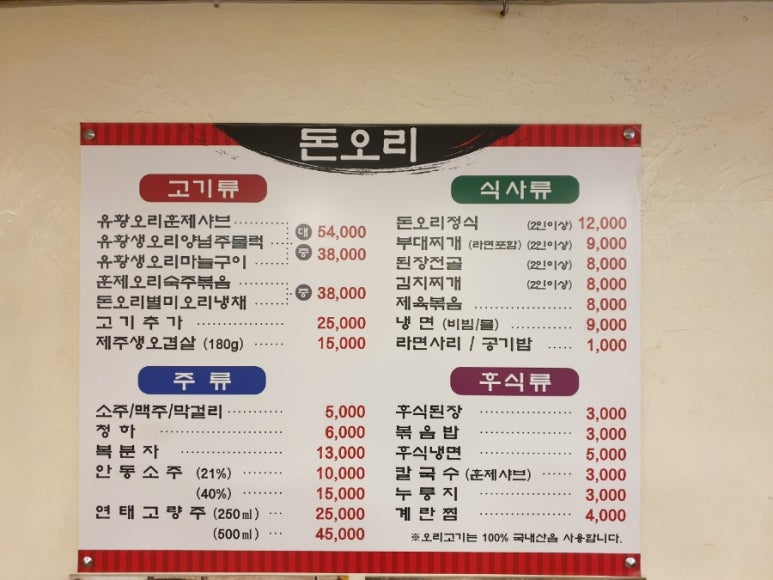 돈오리
고기류
유황오리훈제샤브
유황생오리양념주물럭
유황생오리마늘구이
대 54,000
중 38,000
훈제오리숙주볶음
돈오리별미오리냉채
중 38,000
고기추가 25,000
제주생오겹살 (180g) 15,000
주류
소주/맥주/막걸리 5,000
청하 6,000
복분자 13,000
안동소주 (21%) 10,000
(40%) 15,000
연태고량주 (250ml) 25,000
(500ml) 45,000
식사류
돈오리정식 (2인이상) 12,000
부대찌개 (라면포함) (2인이상) 9,000
된장전골 (2인이상) 8,000
김치찌개 (2인이상) 8,000
제육볶음 8,000
냉면 (비빔/물) 9,000
라면사리 / 공기밥 1,000
후식류
후식된장 3,000
볶음밥 3,000
후식냉면 5,000
칼국수 (훈제샤브) 3,000
누룽지 3,000
계란찜 4,000
※오리고기는 100% 국내산을 사용합니다.